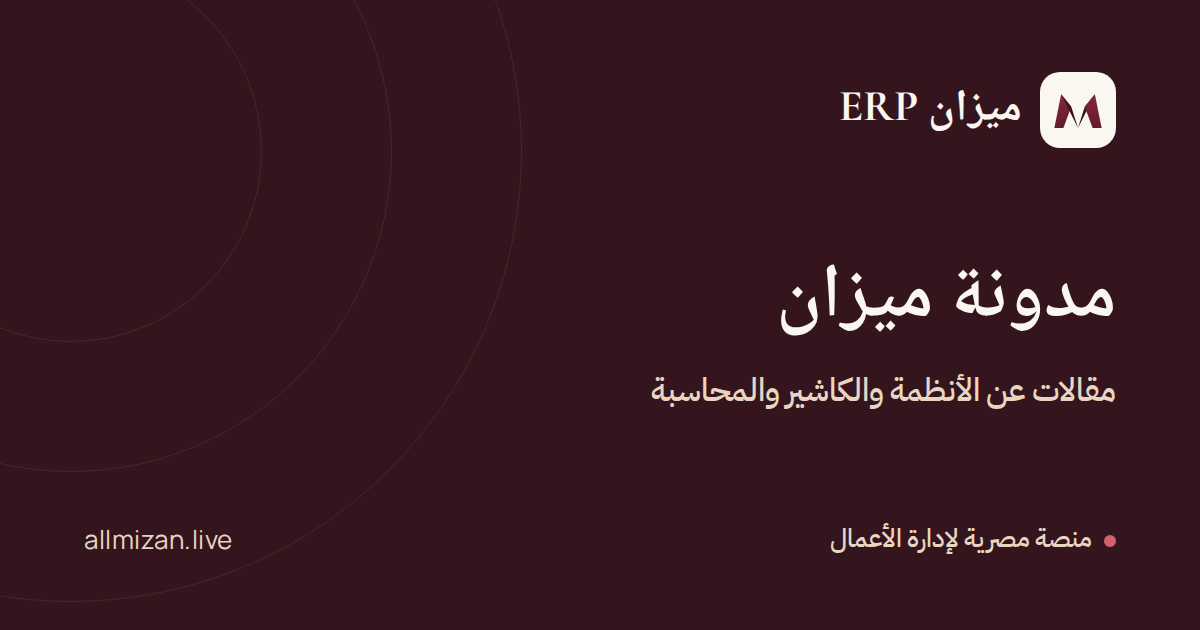 ميزان ERP
مدونة ميزان
مقالات عن الأنظمة والكاشير والمحاسبة
منصة مصرية لإدارة الأعمال
allmizan.live